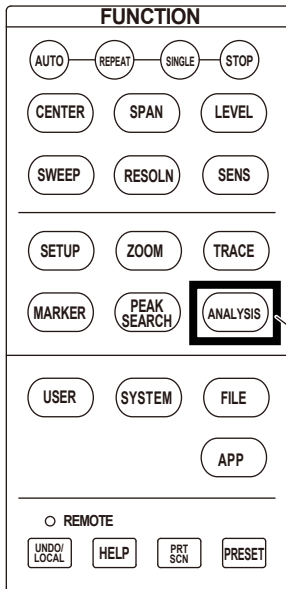 FUNCTION
AUTO REPEAT SINGLE STOP
CENTER SPAN LEVEL
SWEEP RESOLN SENS
SETUP ZOOM TRACE
MARKER PEAK SEARCH ANALYSIS
USER SYSTEM FILE
APP
REMOTE
UNDO/ LOCAL HELP PRT SCN PRESET